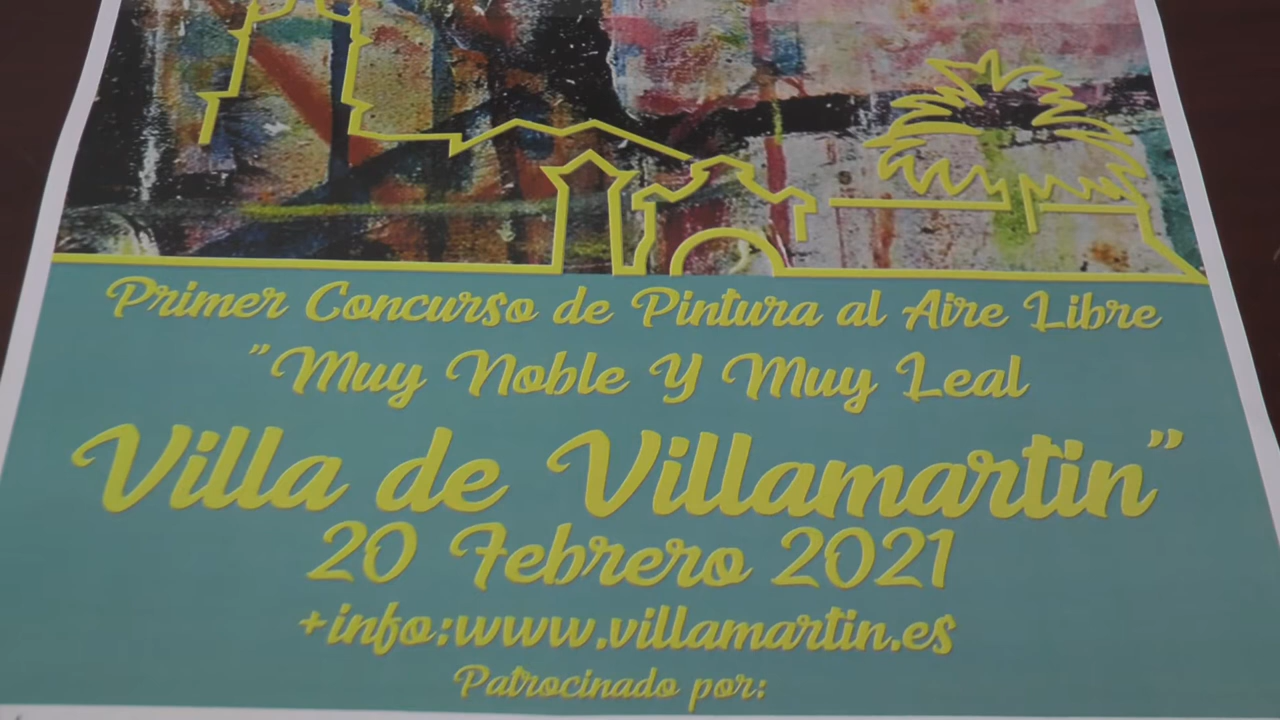 Primer Concurso de Pintura al Aire Libre
"Muy Noble Y Muy Leal
Villa de Villamartin"
20 Febrero 2021
+info:www.villamartin.es
Patrocinado por: